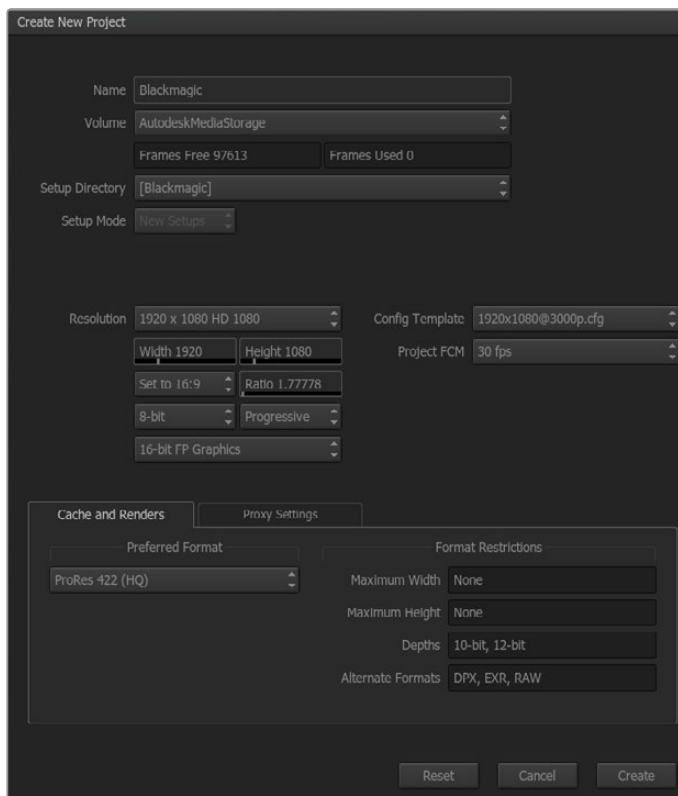 Create New Project
Name Blackmagic
Volume AutodeskMediaStorage
Frames Free 97613 Frames Used 0
Setup Directory [Blackmagic]
Setup Mode New Setups
Resolution 1920 x 1080 HD 1080 Config Template 1920x1080@3000p.cfg
Width 1920 Height 1080 Project FCM 30 fps
Set to 16:9 Ratio 1.77778
8-bit Progressive
16-bit FP Graphics
Cache and Renders Proxy Settings
Preferred Format Format Restrictions
ProRes 422 (HQ) Maximum Width None
Maximum Height None
Depths 10-bit, 12-bit
Alternate Formats DPX, EXR, RAW
Reset Cancel Create